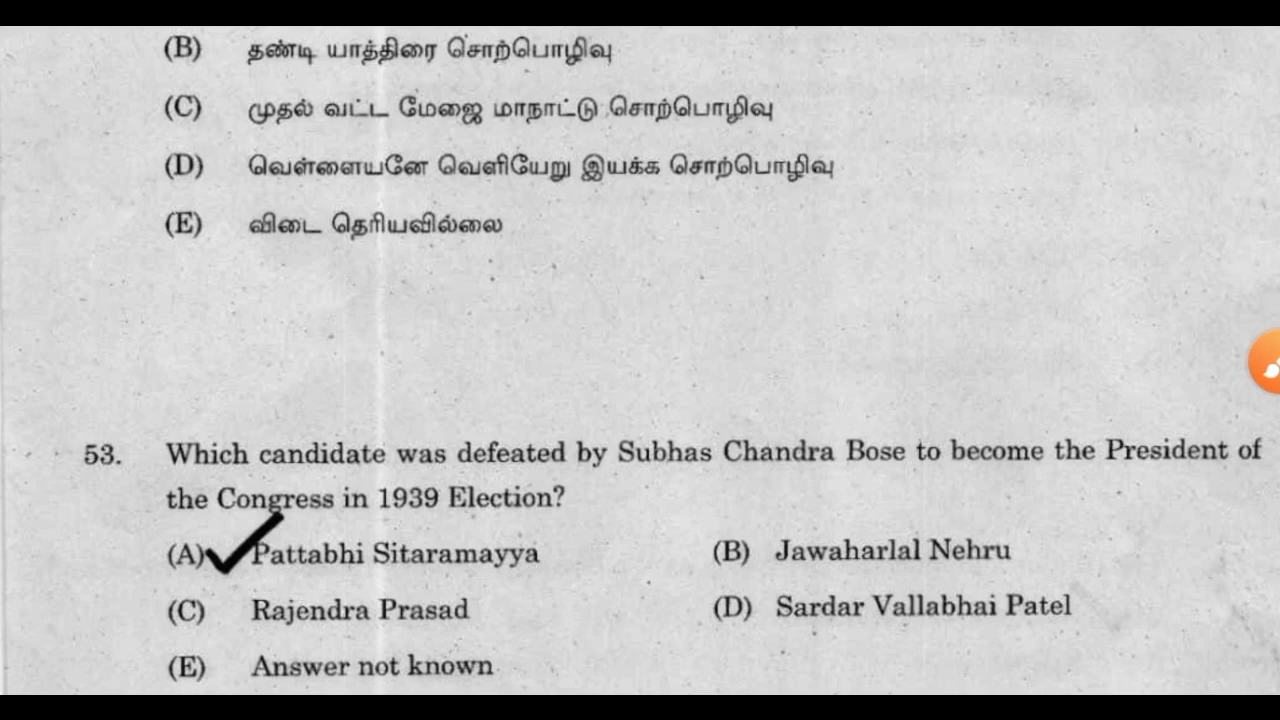 (B) தண்டி யாத்திரை சொற்பொழிவு
(C) முதல் வட்ட மேஜை மாநாட்டு சொற்பொழிவு
(D) வெள்ளையனே வெளியேறு இயக்க சொற்பொழிவு
(E) விடை தெரியவில்லை
53. Which candidate was defeated by Subhas Chandra Bose to become the President of
the Congress in 1939 Election?
(A) Pattabhi Sitaramayya (B) Jawaharlal Nehru
(C) Rajendra Prasad (D) Sardar Vallabhai Patel
(E) Answer not known